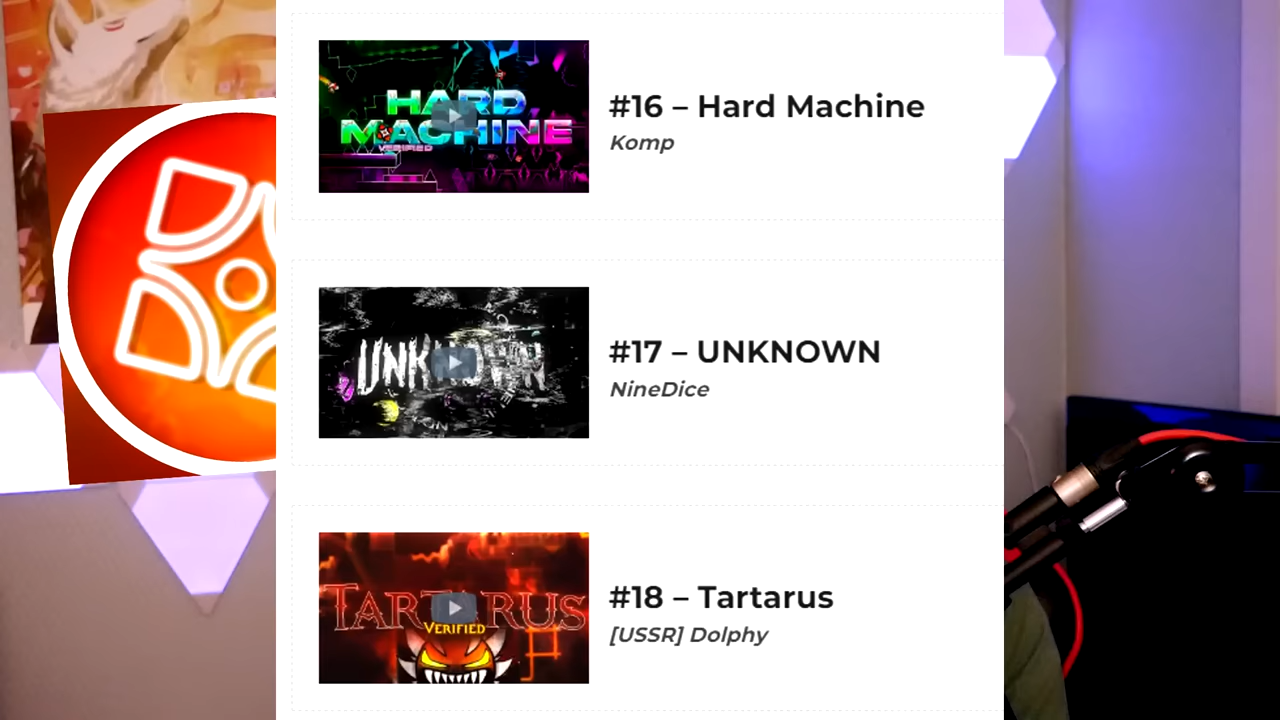 HARD
MACHINE
VERIFIED
#16 – Hard Machine
Komp
UNKNOWN
#17 – UNKNOWN
NineDice
TARTARUS
VERIFIED
#18 – Tartarus
[USSR] Dolphy